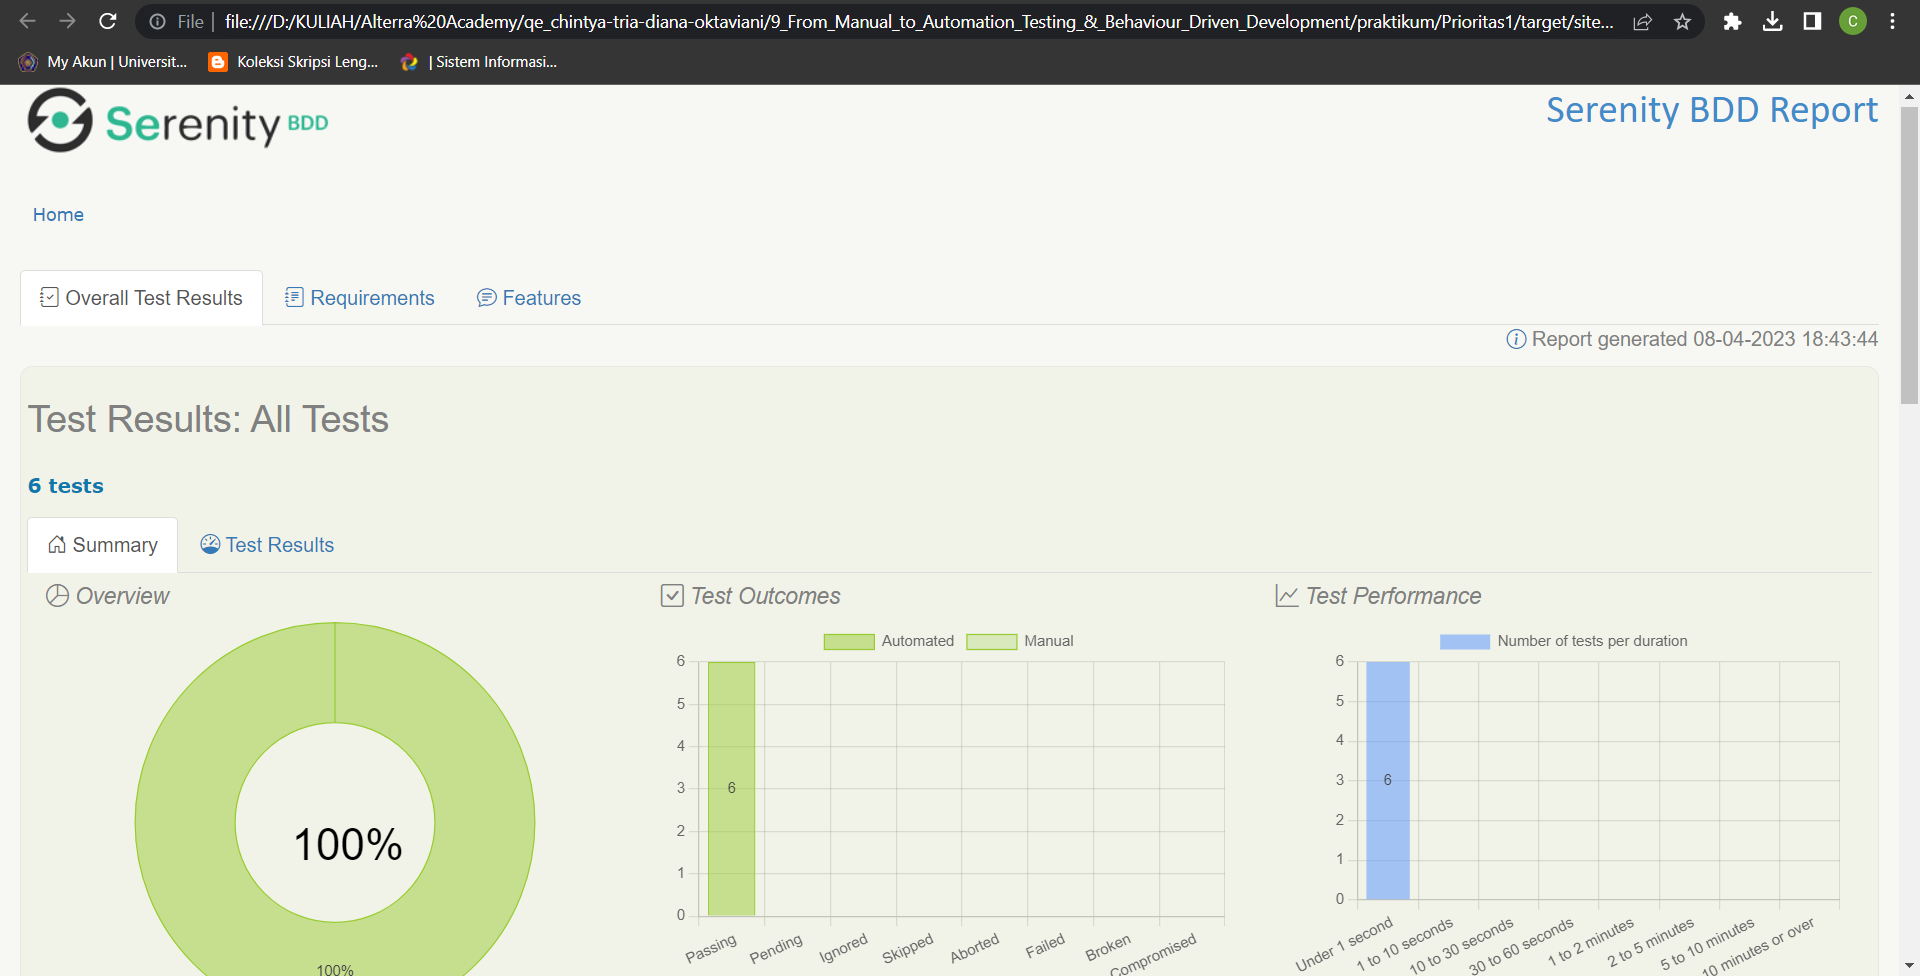 File | file:///D:/KULIAH/Alterra%20Academy/qe_chintya-tria-diana-oktaviani/9_From_Manual_to_Automation_Testing_&_Behaviour_Driven_Development/praktikum/Prioritas1/target/site...
C
My Akun | Universit...
Koleksi Skripsi Leng...
| Sistem Informasi...
Serenity BDD
Serenity BDD Report
Home
Overall Test Results
Requirements
Features
Report generated 08-04-2023 18:43:44
Test Results: All Tests
6 tests
Summary
Test Results
Overview
100%
100%
Test Outcomes
Automated
Manual
6
5
4
3
2
1
0
6
Passing
Pending
Ignored
Skipped
Aborted
Failed
Broken
Compromised
Test Performance
Number of tests per duration
6
5
4
3
2
1
0
6
Under 1 second
1 to 10 seconds
10 to 30 seconds
30 to 60 seconds
1 to 2 minutes
2 to 5 minutes
5 to 10 minutes
10 minutes or over